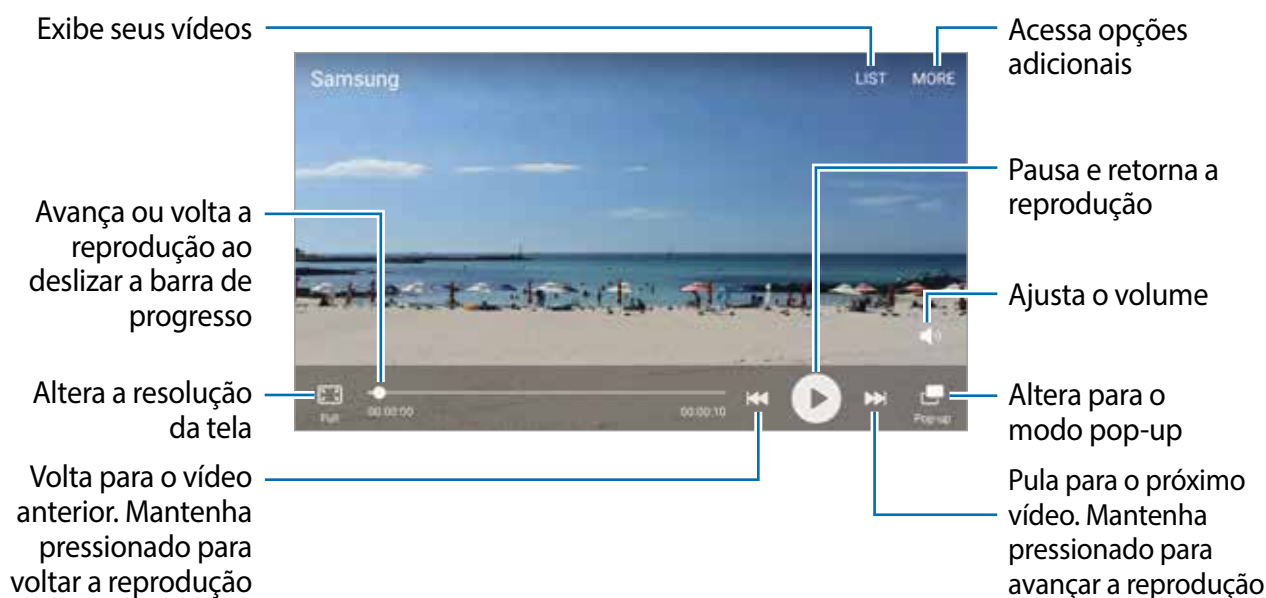 Exibe seus vídeos
Acessa opções
adicionais
Samsung
LIST
MORE
Pausa e retorna a
reprodução
Avança ou volta a
reprodução ao
deslizar a barra de
progresso
Ajusta o volume
Altera a resolução
da tela
Full
00:00:00
00:00:10
Pop-up
Altera para o
modo pop-up
Volta para o vídeo
anterior. Mantenha
pressionado para
voltar a reprodução
Pula para o próximo
vídeo. Mantenha
pressionado para
avançar a reprodução